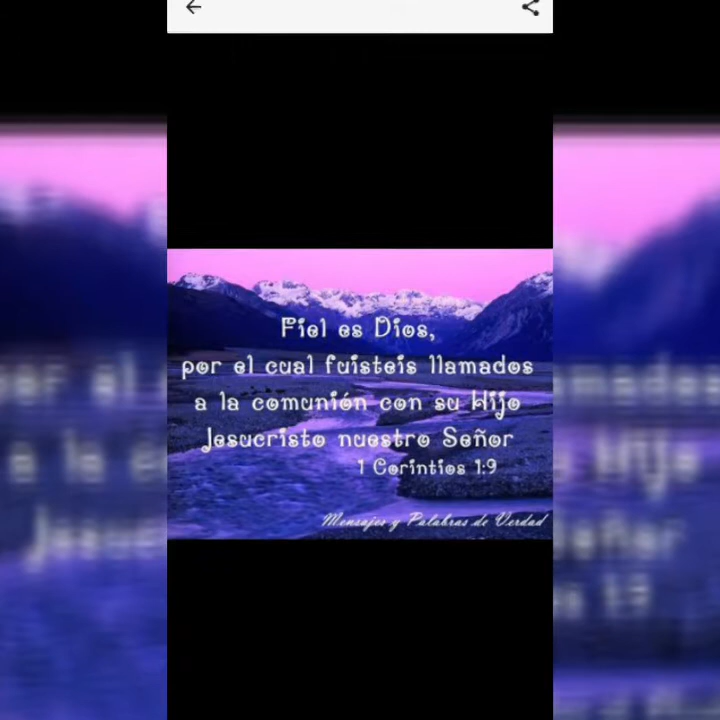 Fiel es Dios,
por el cual fuisteis llamados
a la comunión con su Hijo
Jesucristo nuestro Señor
1 Corintios 1:9
Mensajes y Palabras de Verdad